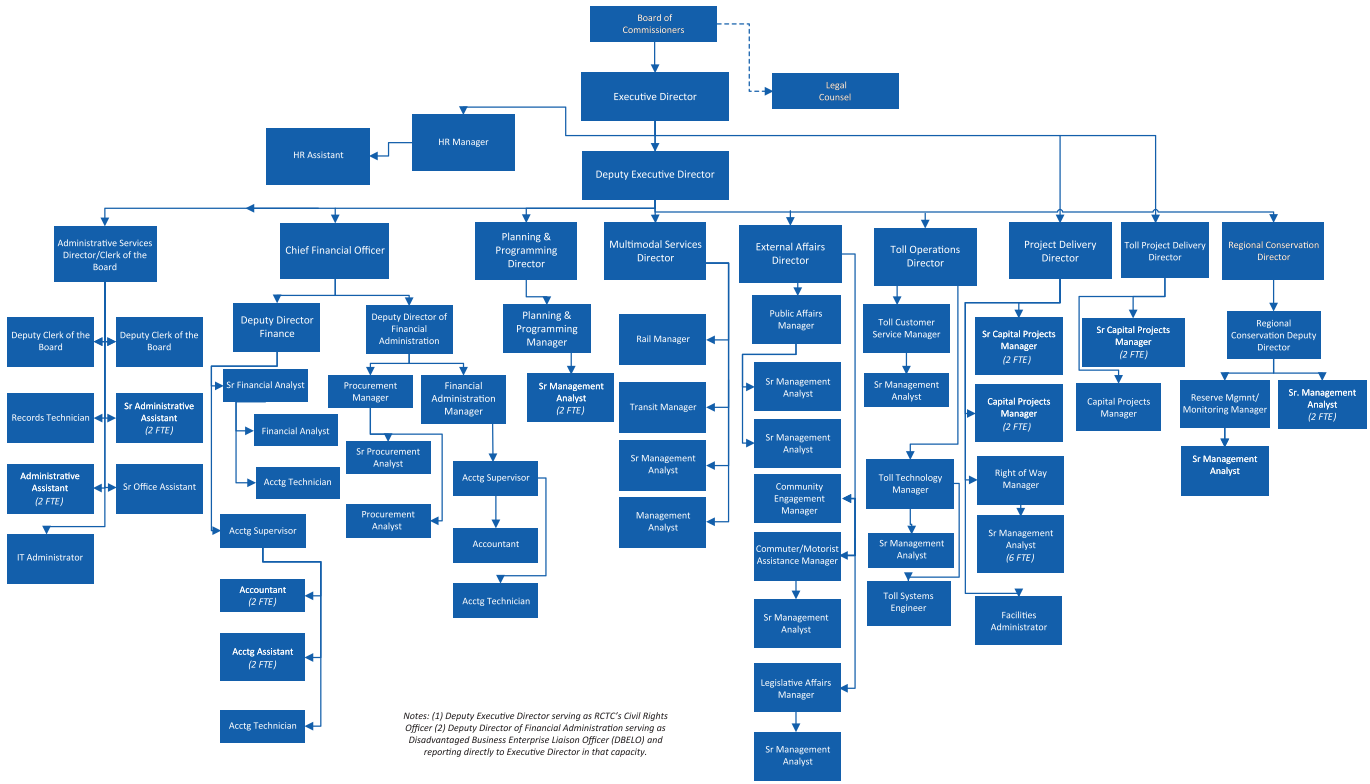 Board of
Commissioners
Legal
Counsel
Executive Director
HR Manager
HR Assistant
Deputy Executive Director
Administrative Services
Director/Clerk of the
Board
Chief Financial Officer
Planning &
Programming
Director
Multimodal Services
Director
External Affairs
Director
Toll Operations
Director
Project Delivery
Director
Toll Project Delivery
Director
Regional Conservation
Director
Deputy Clerk of the
Board
Deputy Clerk of the
Board
Records Technician
Sr Administrative
Assistant
(2 FTE)
Administrative
Assistant
(2 FTE)
Sr Office Assistant
IT Administrator
Deputy Director
Finance
Deputy Director of
Financial
Administration
Sr Financial Analyst
Financial Analyst
Acctg Technician
Acctg Supervisor
Accountant
(2 FTE)
Acctg Assistant
(2 FTE)
Acctg Technician
Procurement
Manager
Financial
Administration
Manager
Sr Procurement
Analyst
Procurement
Analyst
Acctg Supervisor
Accountant
Acctg Technician
Planning &
Programming
Manager
Sr Management
Analyst
(2 FTE)
Rail Manager
Transit Manager
Sr Management
Analyst
Management
Analyst
Public Affairs
Manager
Sr Management
Analyst
Sr Management
Analyst
Community
Engagement
Manager
Commuter/Motorist
Assistance Manager
Sr Management
Analyst
Legislative Affairs
Manager
Sr Management
Analyst
Toll Customer
Service Manager
Sr Management
Analyst
Toll Technology
Manager
Sr Management
Analyst
Toll Systems
Engineer
Sr Capital Projects
Manager
(2 FTE)
Capital Projects
Manager
(2 FTE)
Right of Way
Manager
Sr Management
Analyst
(6 FTE)
Facilities
Administrator
Sr Capital Projects
Manager
(2 FTE)
Capital Projects
Manager
Regional
Conservation Deputy
Director
Reserve Mgmnt/
Monitoring Manager
Sr. Management
Analyst
(2 FTE)
Sr Management
Analyst
Notes: (1) Deputy Executive Director serving as RCTC's Civil Rights
Officer (2) Deputy Director of Financial Administration serving as
Disadvantaged Business Enterprise Liaison Officer (DBELO) and
reporting directly to Executive Director in that capacity.